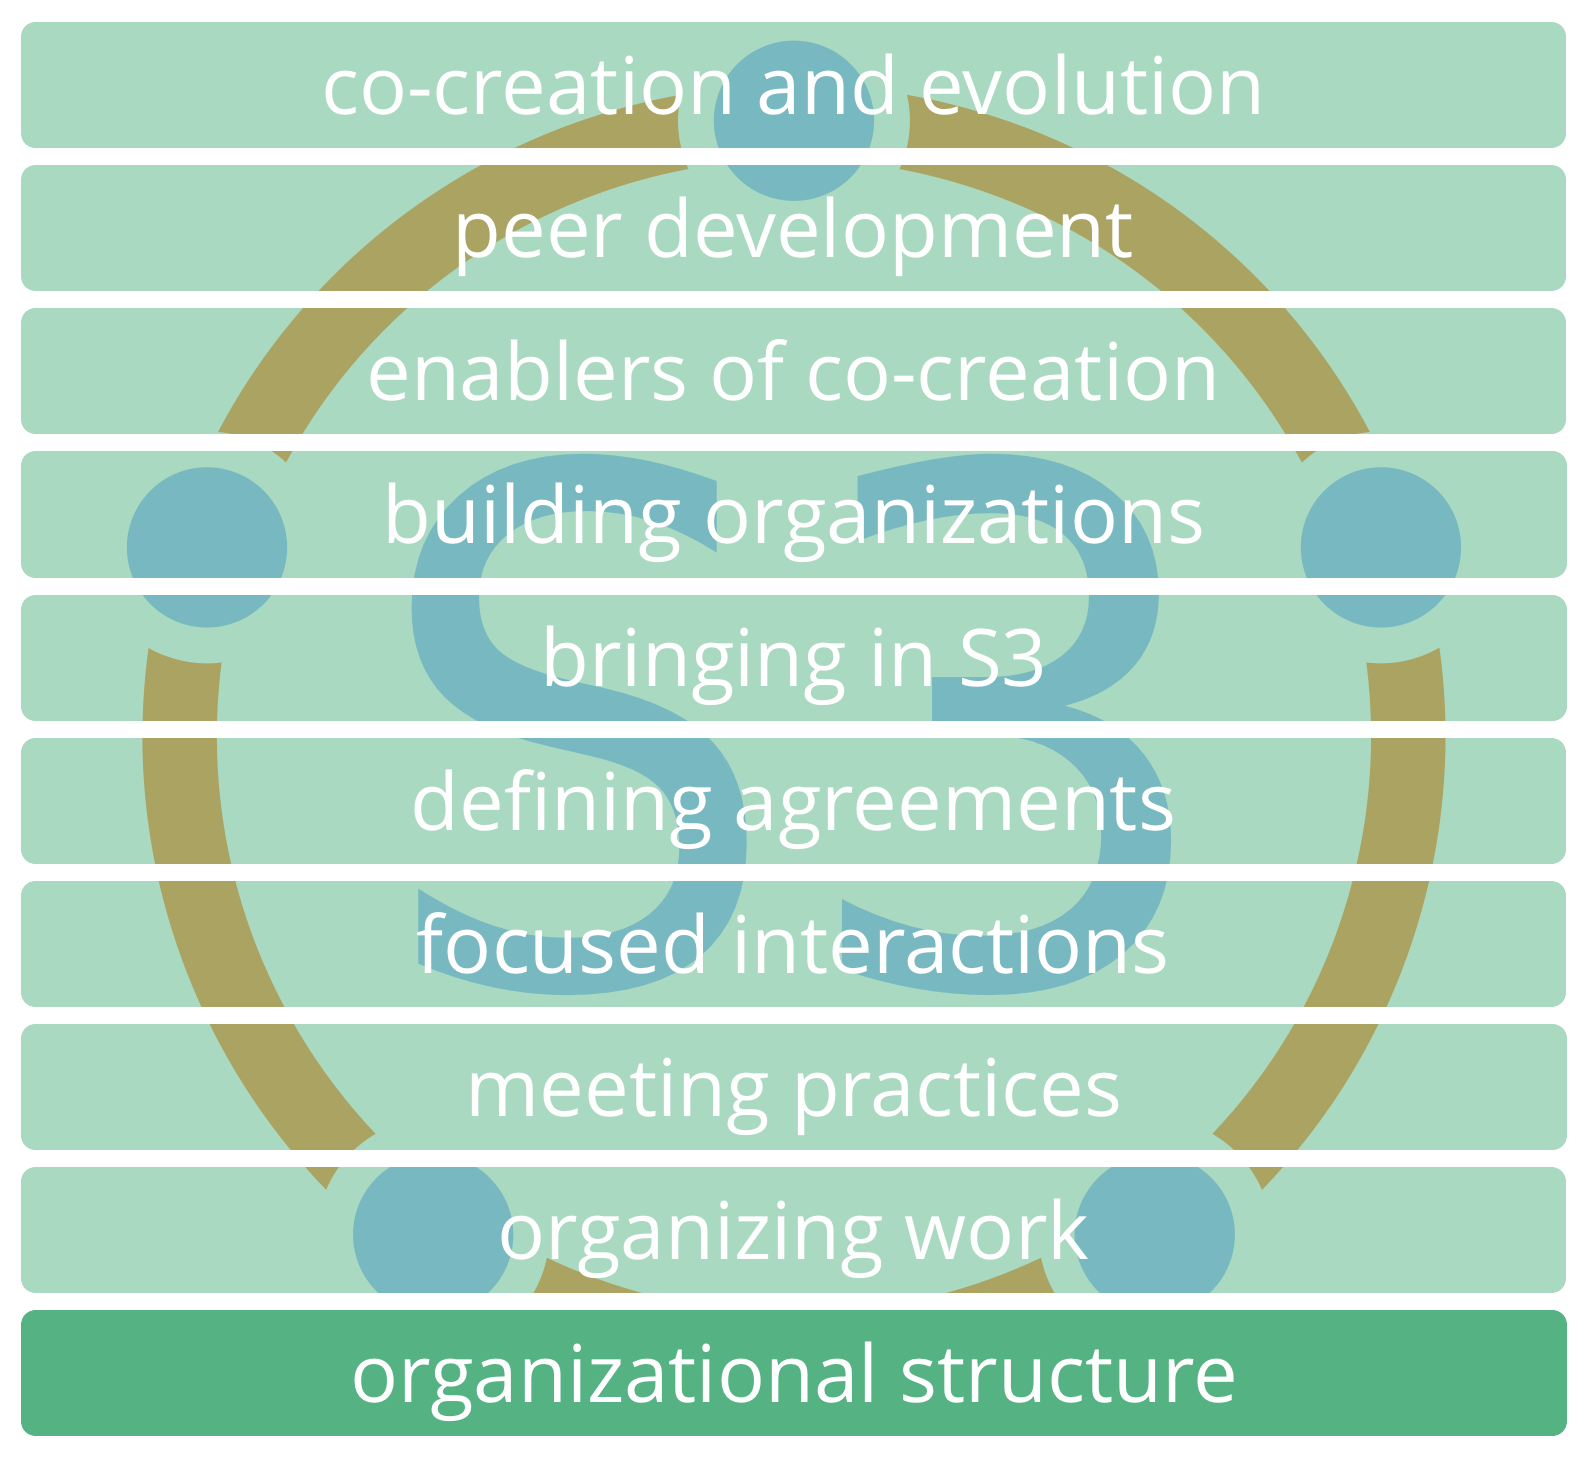 co-creation and evolution
peer development
enablers of co-creation
building organizations
bringing in S3
defining agreements
focused interactions
meeting practices
organizing work
organizational structure
S3